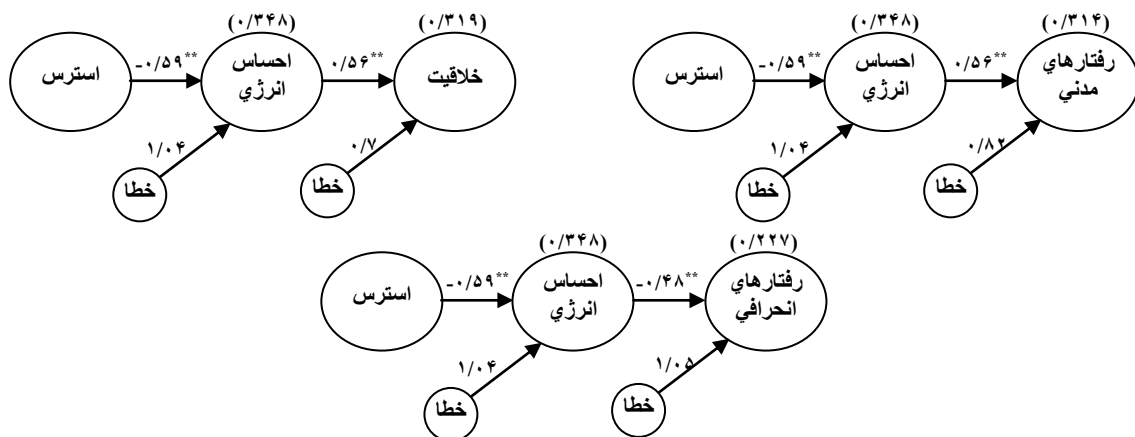 (۰/۳۴۸)
(۰/۳۱۹)
استرس
-۰/۵۹**
احساس
انرژي
۰/۵۶**
خلاقيت
۱/۰۴
خطا
۰/۷
خطا
(۰/۳۴۸)
(۰/۳۱۴)
استرس
-۰/۵۹**
احساس
انرژي
۰/۵۶**
رفتارهاي
مدني
۱/۰۴
خطا
۰/۸۲
خطا
(۰/۳۴۸)
(۰/۲۲۷)
استرس
-۰/۵۹**
احساس
انرژي
-۰/۴۸**
رفتارهاي
انحرافي
۱/۰۴
خطا
۱/۰۵
خطا